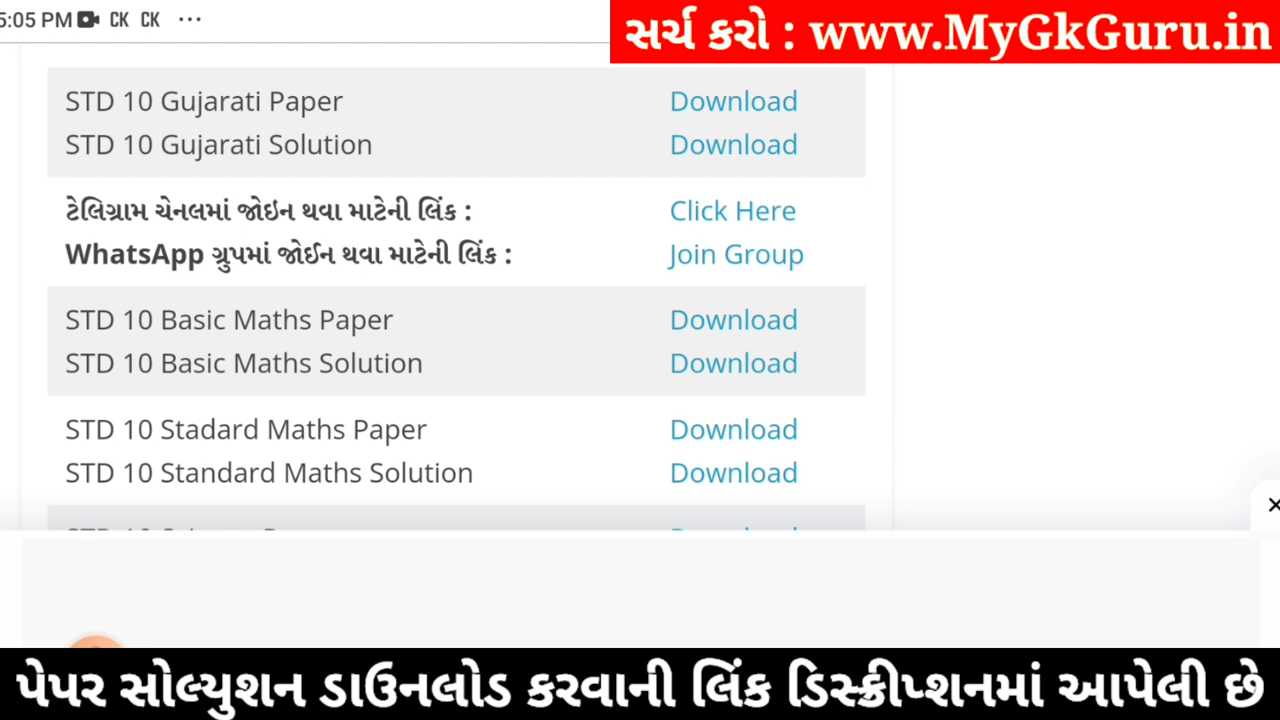 5:05 PM CK CK ...
સર્ચ કરો : www.MyGkGuru.in
STD 10 Gujarati Paper Download
STD 10 Gujarati Solution Download
ટેલિગ્રામ ચેનલમાં જોઇન થવા માટેની લિંક : Click Here
WhatsApp ગ્રુપમાં જોઈન થવા માટેની લિંક : Join Group
STD 10 Basic Maths Paper Download
STD 10 Basic Maths Solution Download
STD 10 Stadard Maths Paper Download
STD 10 Standard Maths Solution Download
પેપર સોલ્યુશન ડાઉનલોડ કરવાની લિંક ડિસ્ક્રીપ્શનમાં આપેલી છે